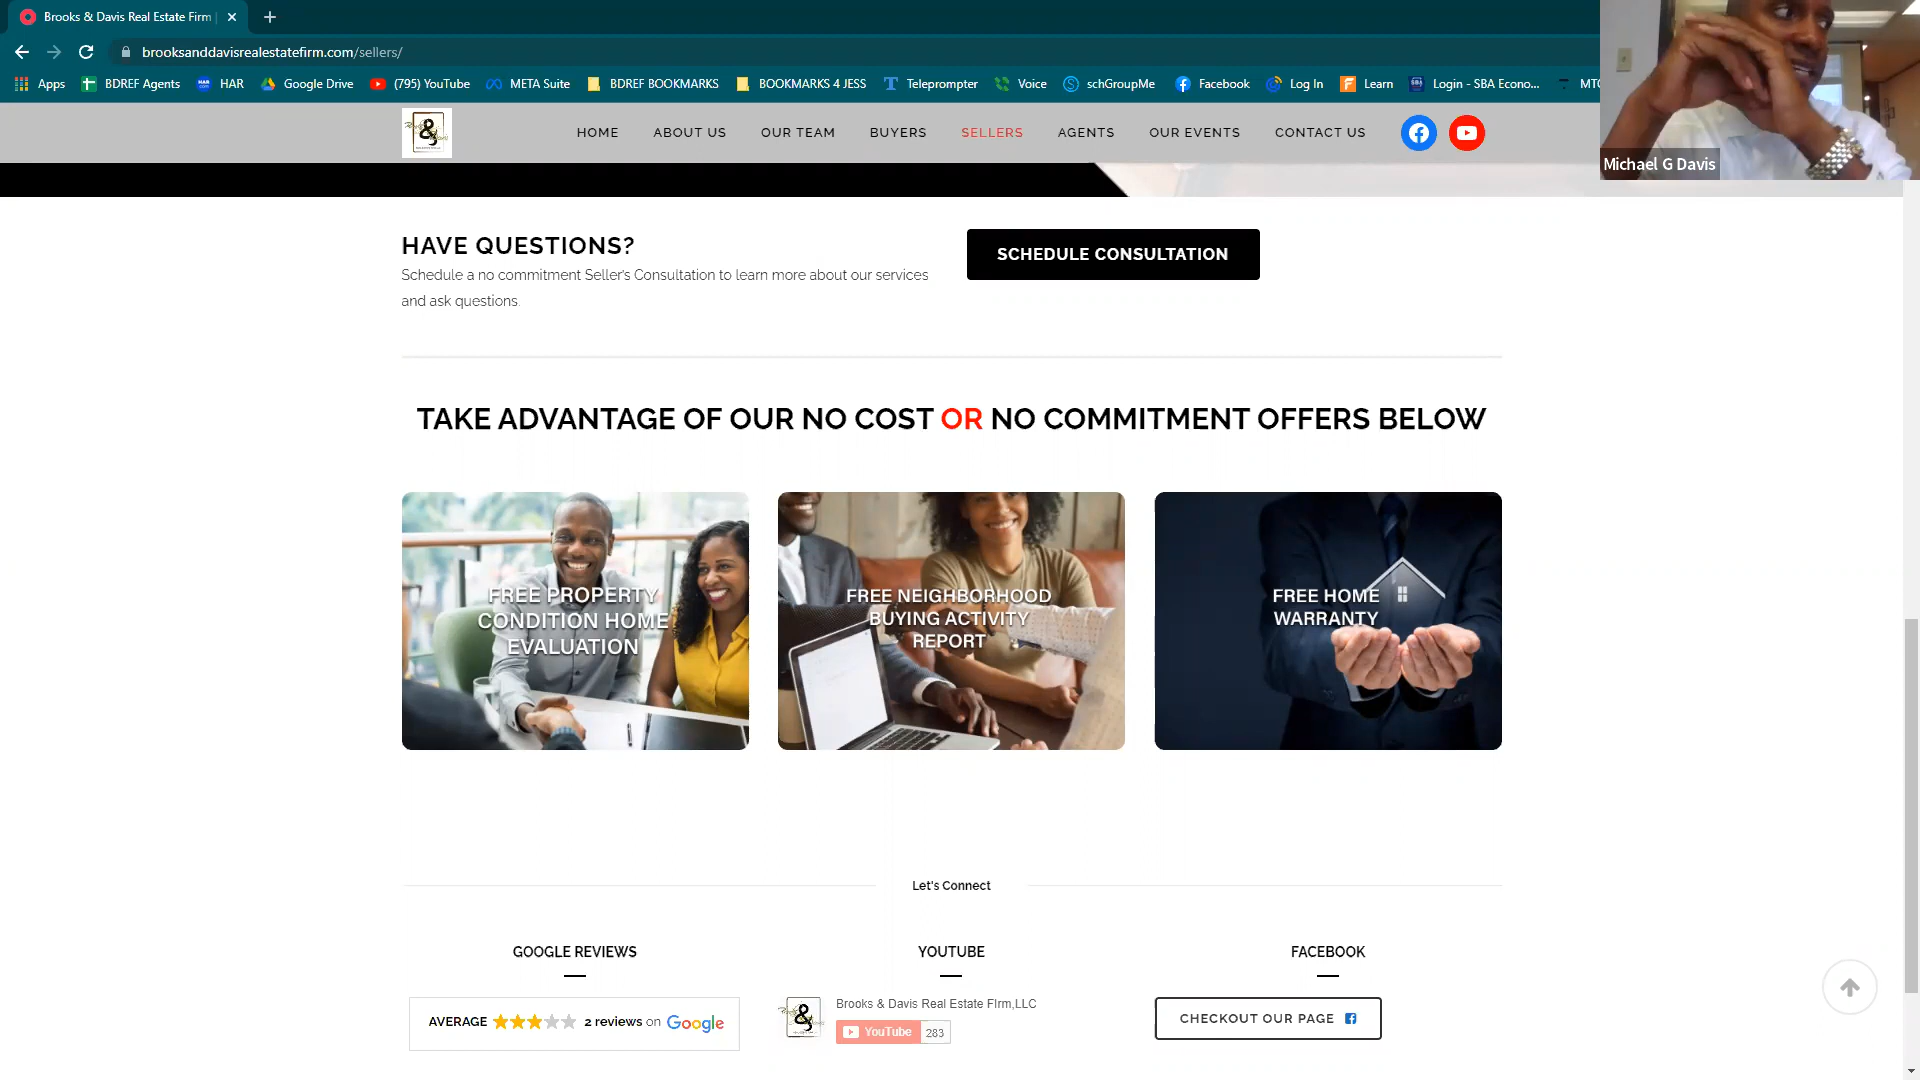 Brooks & Davis Real Estate Firm |
brooksanddavisrealestatefirm.com/sellers/
Apps BDREF Agents HAR Google Drive (795) YouTube META Suite BDREF BOOKMARKS BOOKMARKS 4 JESS Teleprompter Voice schGroupMe Facebook Log In Learn Login - SBA Econo... MTC
HOME ABOUT US OUR TEAM BUYERS SELLERS AGENTS OUR EVENTS CONTACT US
Michael G Davis
HAVE QUESTIONS?
Schedule a no commitment Seller's Consultation to learn more about our services
and ask questions.
SCHEDULE CONSULTATION
TAKE ADVANTAGE OF OUR NO COST OR NO COMMITMENT OFFERS BELOW
FREE PROPERTY
CONDITION HOME
EVALUATION
FREE NEIGHBORHOOD
BUYING ACTIVITY
REPORT
FREE HOME
WARRANTY
Let's Connect
GOOGLE REVIEWS
AVERAGE 2 reviews on Google
YOUTUBE
Brooks & Davis Real Estate FIrm,LLC
YouTube 283
FACEBOOK
CHECKOUT OUR PAGE